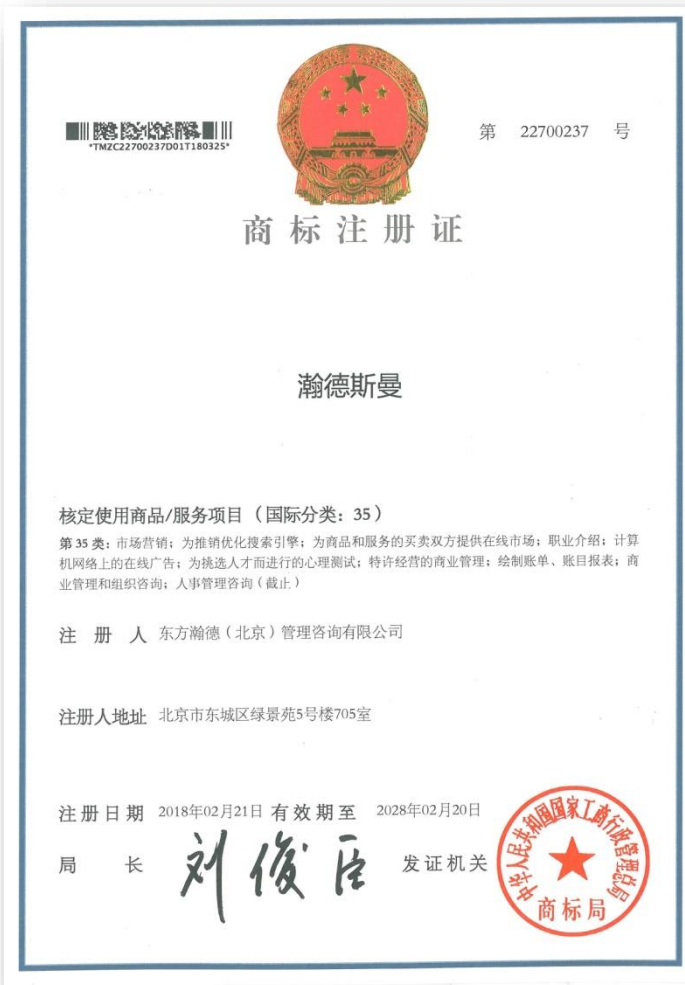 *TMZC22700237D01T180325*
第 22700237 号
商标注册证
瀚德斯曼
核定使用商品/服务项目（国际分类：35）
第 35 类：市场营销；为推销优化搜索引擎；为商品和服务的买卖双方提供在线市场；职业介绍；计算
机网络上的在线广告；为挑选人才而进行的心理测试；特许经营的商业管理；绘制账单、账目报表；商
业管理和组织咨询；人事管理咨询（截止）
注 册 人 东方瀚德（北京）管理咨询有限公司
注册人地址 北京市东城区绿景苑5号楼705室
注册日期 2018年02月21日 有效期至 2028年02月20日
局 长 刘俊臣 发证机关
中华人民共和国国家工商行政管理总局
商标局